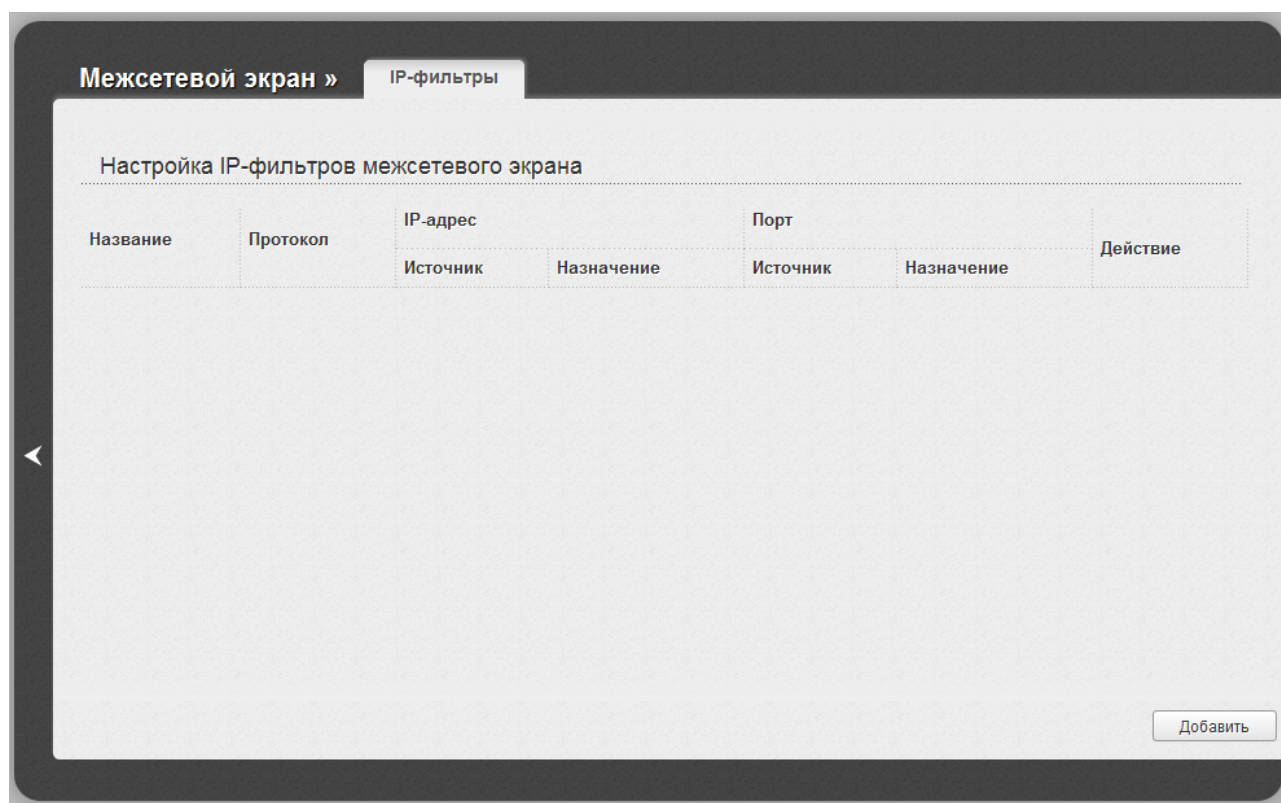 Межсетевой экран »
IP-фильтры
Настройка IP-фильтров межсетевого экрана
Название
Протокол
IP-адрес
Порт
Действие
Источник
Назначение
Источник
Назначение
Добавить